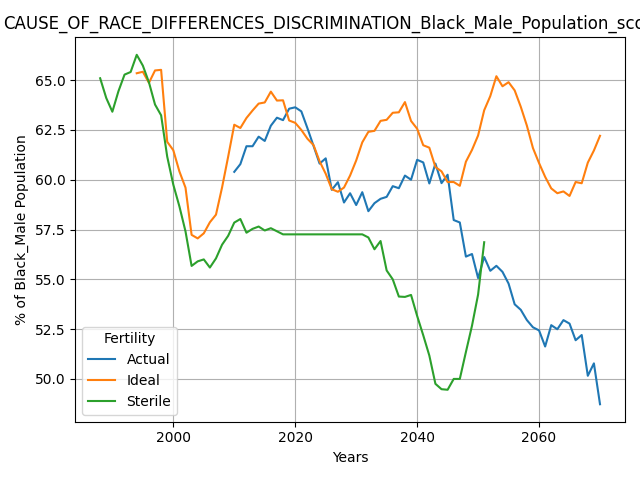 CAUSE_OF_RACE_DIFFERENCES_DISCRIMINATION_Black_Male_Population_sco
% of Black_Male Population
65.0
62.5
60.0
57.5
55.0
52.5
50.0
Fertility
Actual
Ideal
Sterile
2000 2020 2040 2060
Years